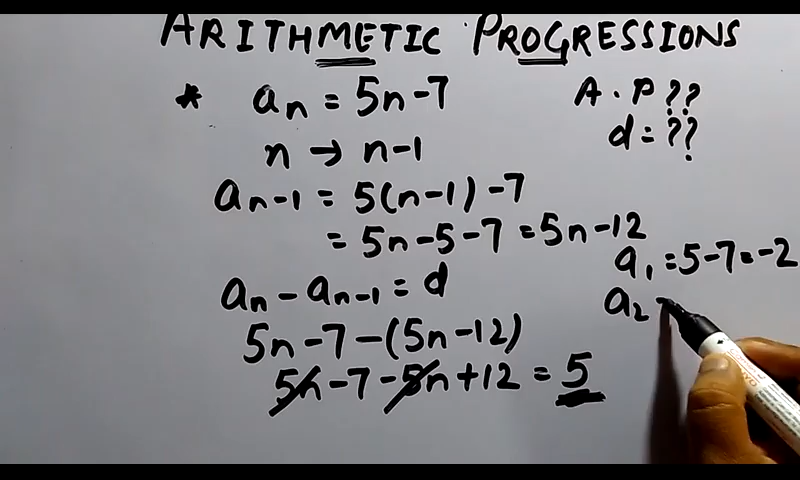 ARITHMETIC PROGRESSIONS
* aₙ = 5n-7
A.P ??
d = ??
n → n-1
aₙ₋₁ = 5(n-1) -7
= 5n-5-7 = 5n-12
a₁ = 5-7 = -2
aₙ - aₙ₋₁ = d
a₂ -
5n-7-(5n-12)
5n-7-5n+12 = 5